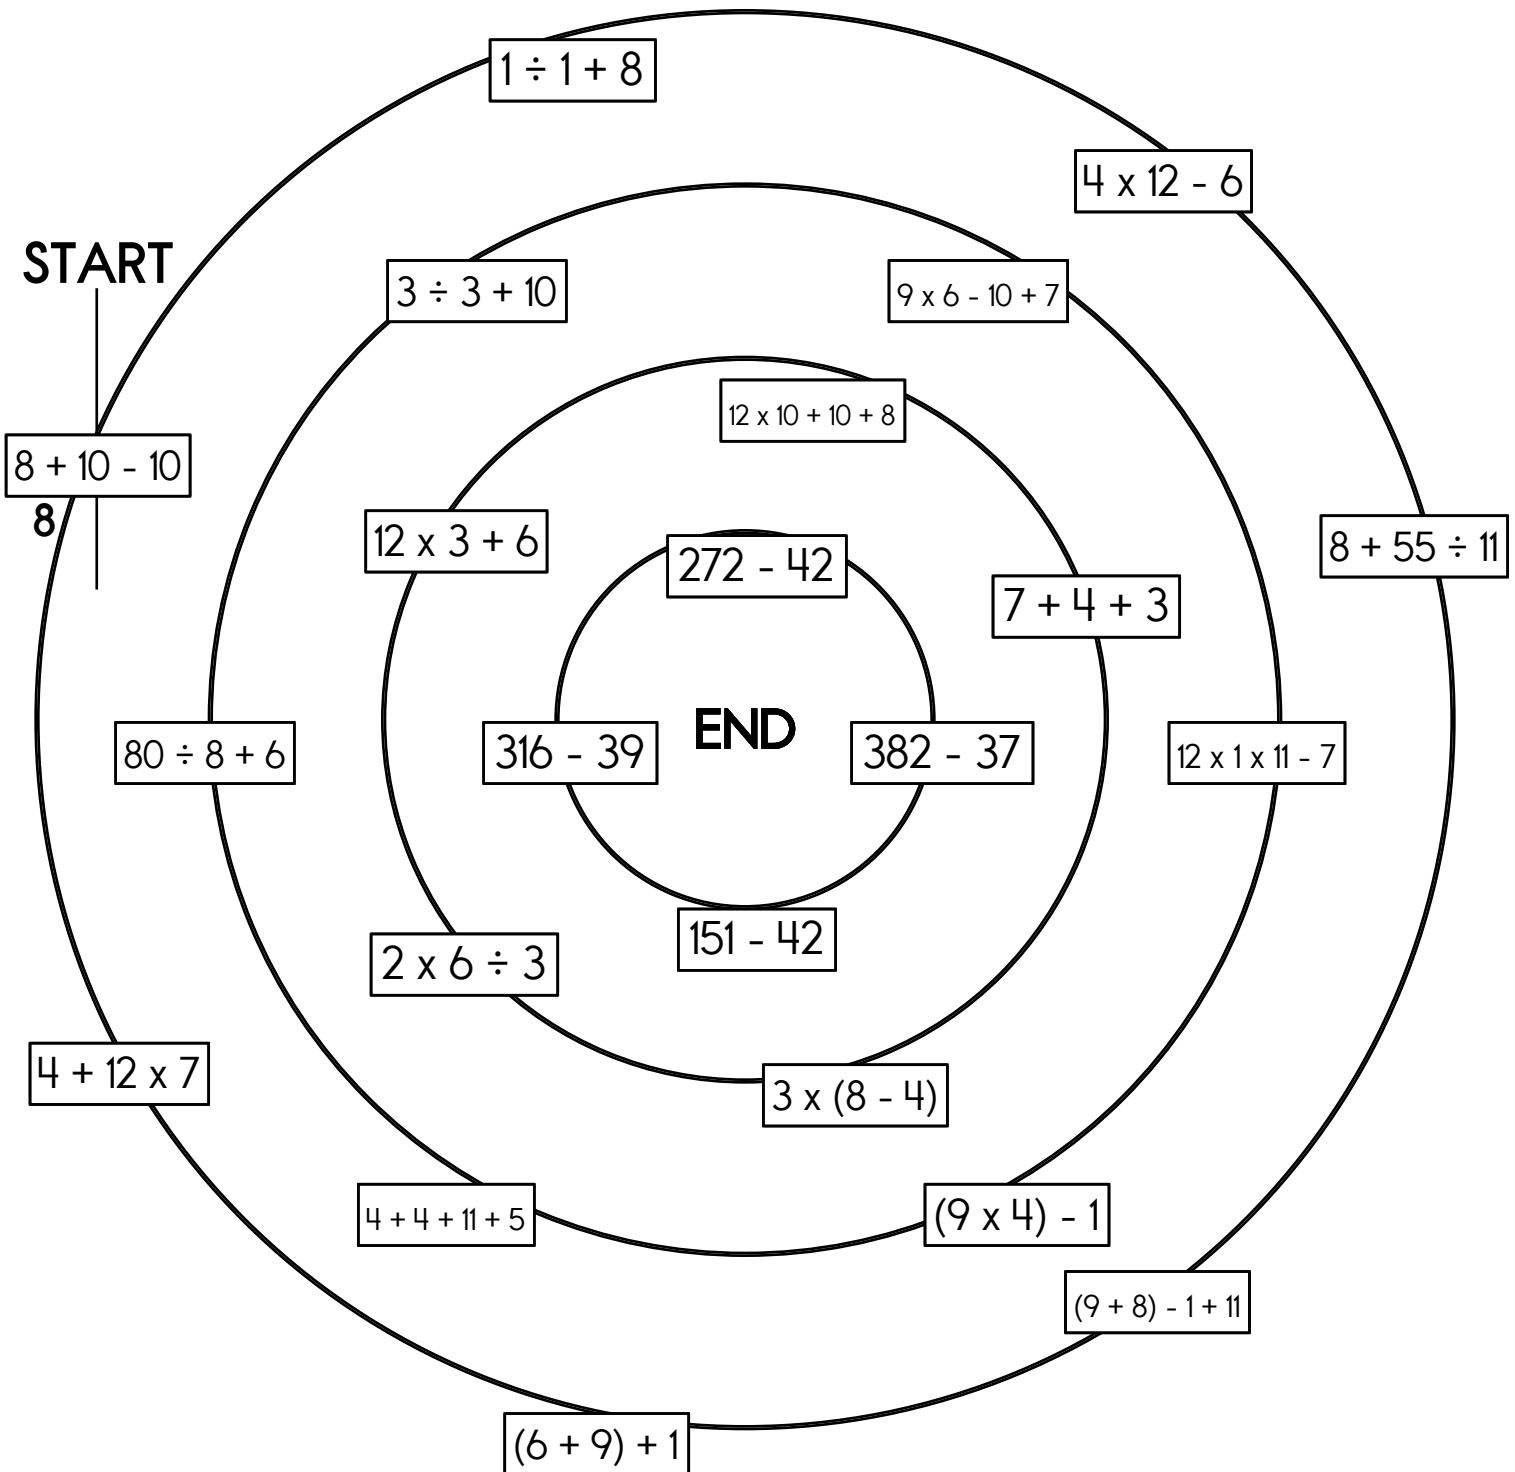 1 ÷ 1 + 8
4 x 12 - 6
START
3 ÷ 3 + 10
9 x 6 - 10 + 7
12 x 10 + 10 + 8
8 + 10 - 10
8
12 x 3 + 6
272 - 42
8 + 55 ÷ 11
7 + 4 + 3
END
80 ÷ 8 + 6
316 - 39
382 - 37
12 x 1 x 11 - 7
151 - 42
2 x 6 ÷ 3
4 + 12 x 7
3 x (8 - 4)
4 + 4 + 11 + 5
(9 x 4) - 1
(9 + 8) - 1 + 11
(6 + 9) + 1